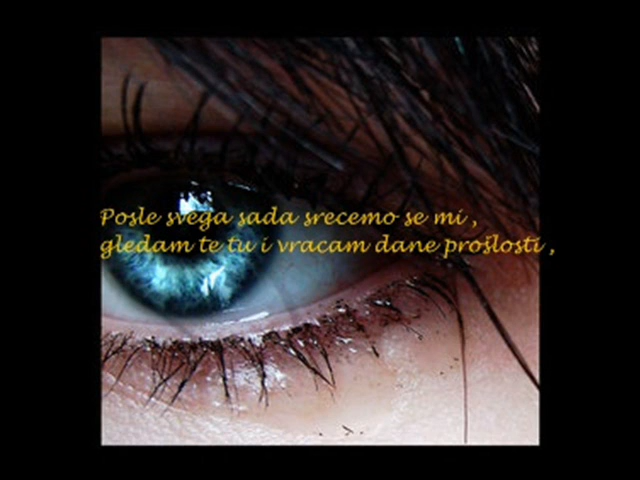 Posle svega sada srecemo se mi ,
gledam te tu i vracam dane prošlosti ,